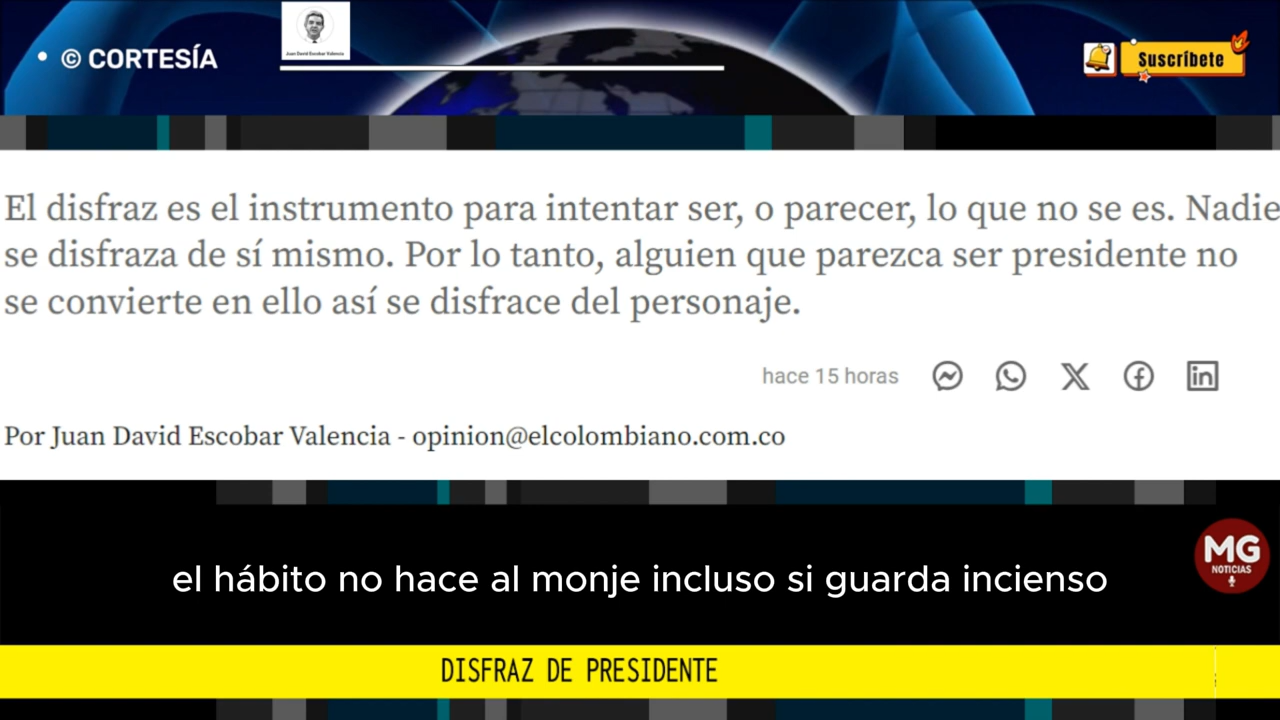 © CORTESÍA
Juan David Escobar Valencia
Suscríbete
El disfraz es el instrumento para intentar ser, o parecer, lo que no se es. Nadie
se disfraza de sí mismo. Por lo tanto, alguien que parezca ser presidente no
se convierte en ello así se disfrace del personaje.
hace 15 horas
Por Juan David Escobar Valencia - opinion@elcolombiano.com.co
el hábito no hace al monje incluso si guarda incienso
MG
NOTICIAS
DISFRAZ DE PRESIDENTE